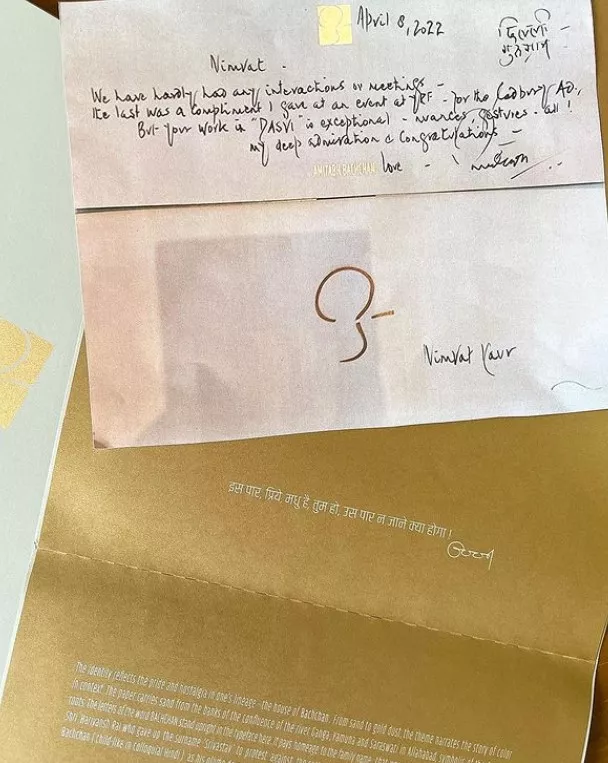 April 8, 2022
Nimrat -
We have hardly had any interactions or meetings -
the last was a compliment I gave at an event at YRF - for the Cadbury AD,
But your work in "DASVI" is exceptional - nuances, gestures - all!
my deep admiration & congratulations -
love -
AMITABH BACHCHAN
Nimrat Kaur
इस पार, प्रिये मधु है, तुम हो, उस पार न जाने क्या होगा !
The identity reflects the pride and nostalgia in one's lineage-the house of Bachchan. From sand to gold dust, the theme narrates the story of color
in context. The paper carries sand from the banks of the confluence of the river Ganga, Yamuna and Saraswati in Allahabad,
roots. The letters of the word BACHCHAN stand upright in the typeface here. It pays homage to the family name,
Shri. Harivansh Rai who gave up the surname 'Srivastav' to protest against
Bachchan (child-like in colloquial Hindi)